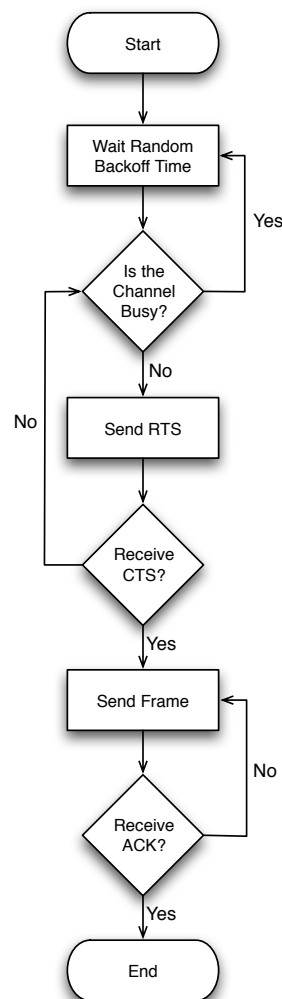 Start
Wait Random
Backoff Time
Yes
Is the
Channel
Busy?
No
No
Send RTS
Receive
CTS?
Yes
Send Frame
No
Receive
ACK?
Yes
End